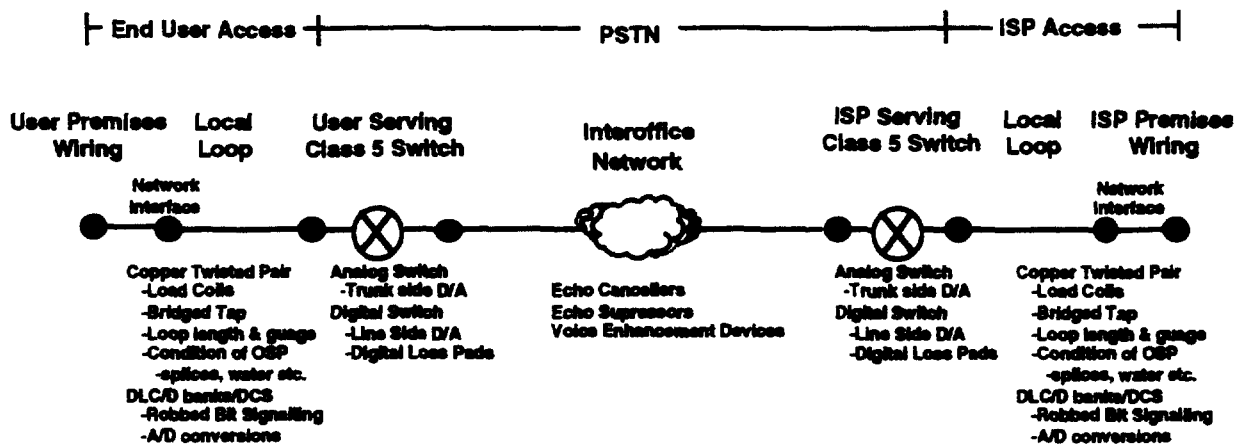 End User Access
PSTN
ISP Access
User Premises
Wiring
Local
Loop
User Serving
Class 5 Switch
Interoffice
Network
ISP Serving
Class 5 Switch
Local
Loop
ISP Premises
Wiring
Network
Interface
Network
Interface
Copper Twisted Pair
-Load Coils
-Bridged Tap
-Loop length & guage
-Condition of OSP
-splices, water etc.
DLC/D banks/DCS
-Robbed Bit Signalling
-A/D conversions
Analog Switch
-Trunk side D/A
Digital Switch
-Line Side D/A
-Digital Loss Pads
Echo Cancellers
Echo Supressors
Voice Enhancement Devices
Analog Switch
-Trunk side D/A
Digital Switch
-Line Side D/A
-Digital Loss Pads
Copper Twisted Pair
-Load Coils
-Bridged Tap
-Loop length & guage
-Condition of OSP
-splices, water etc.
DLC/D banks/DCS
-Robbed Bit Signalling
-A/D conversions